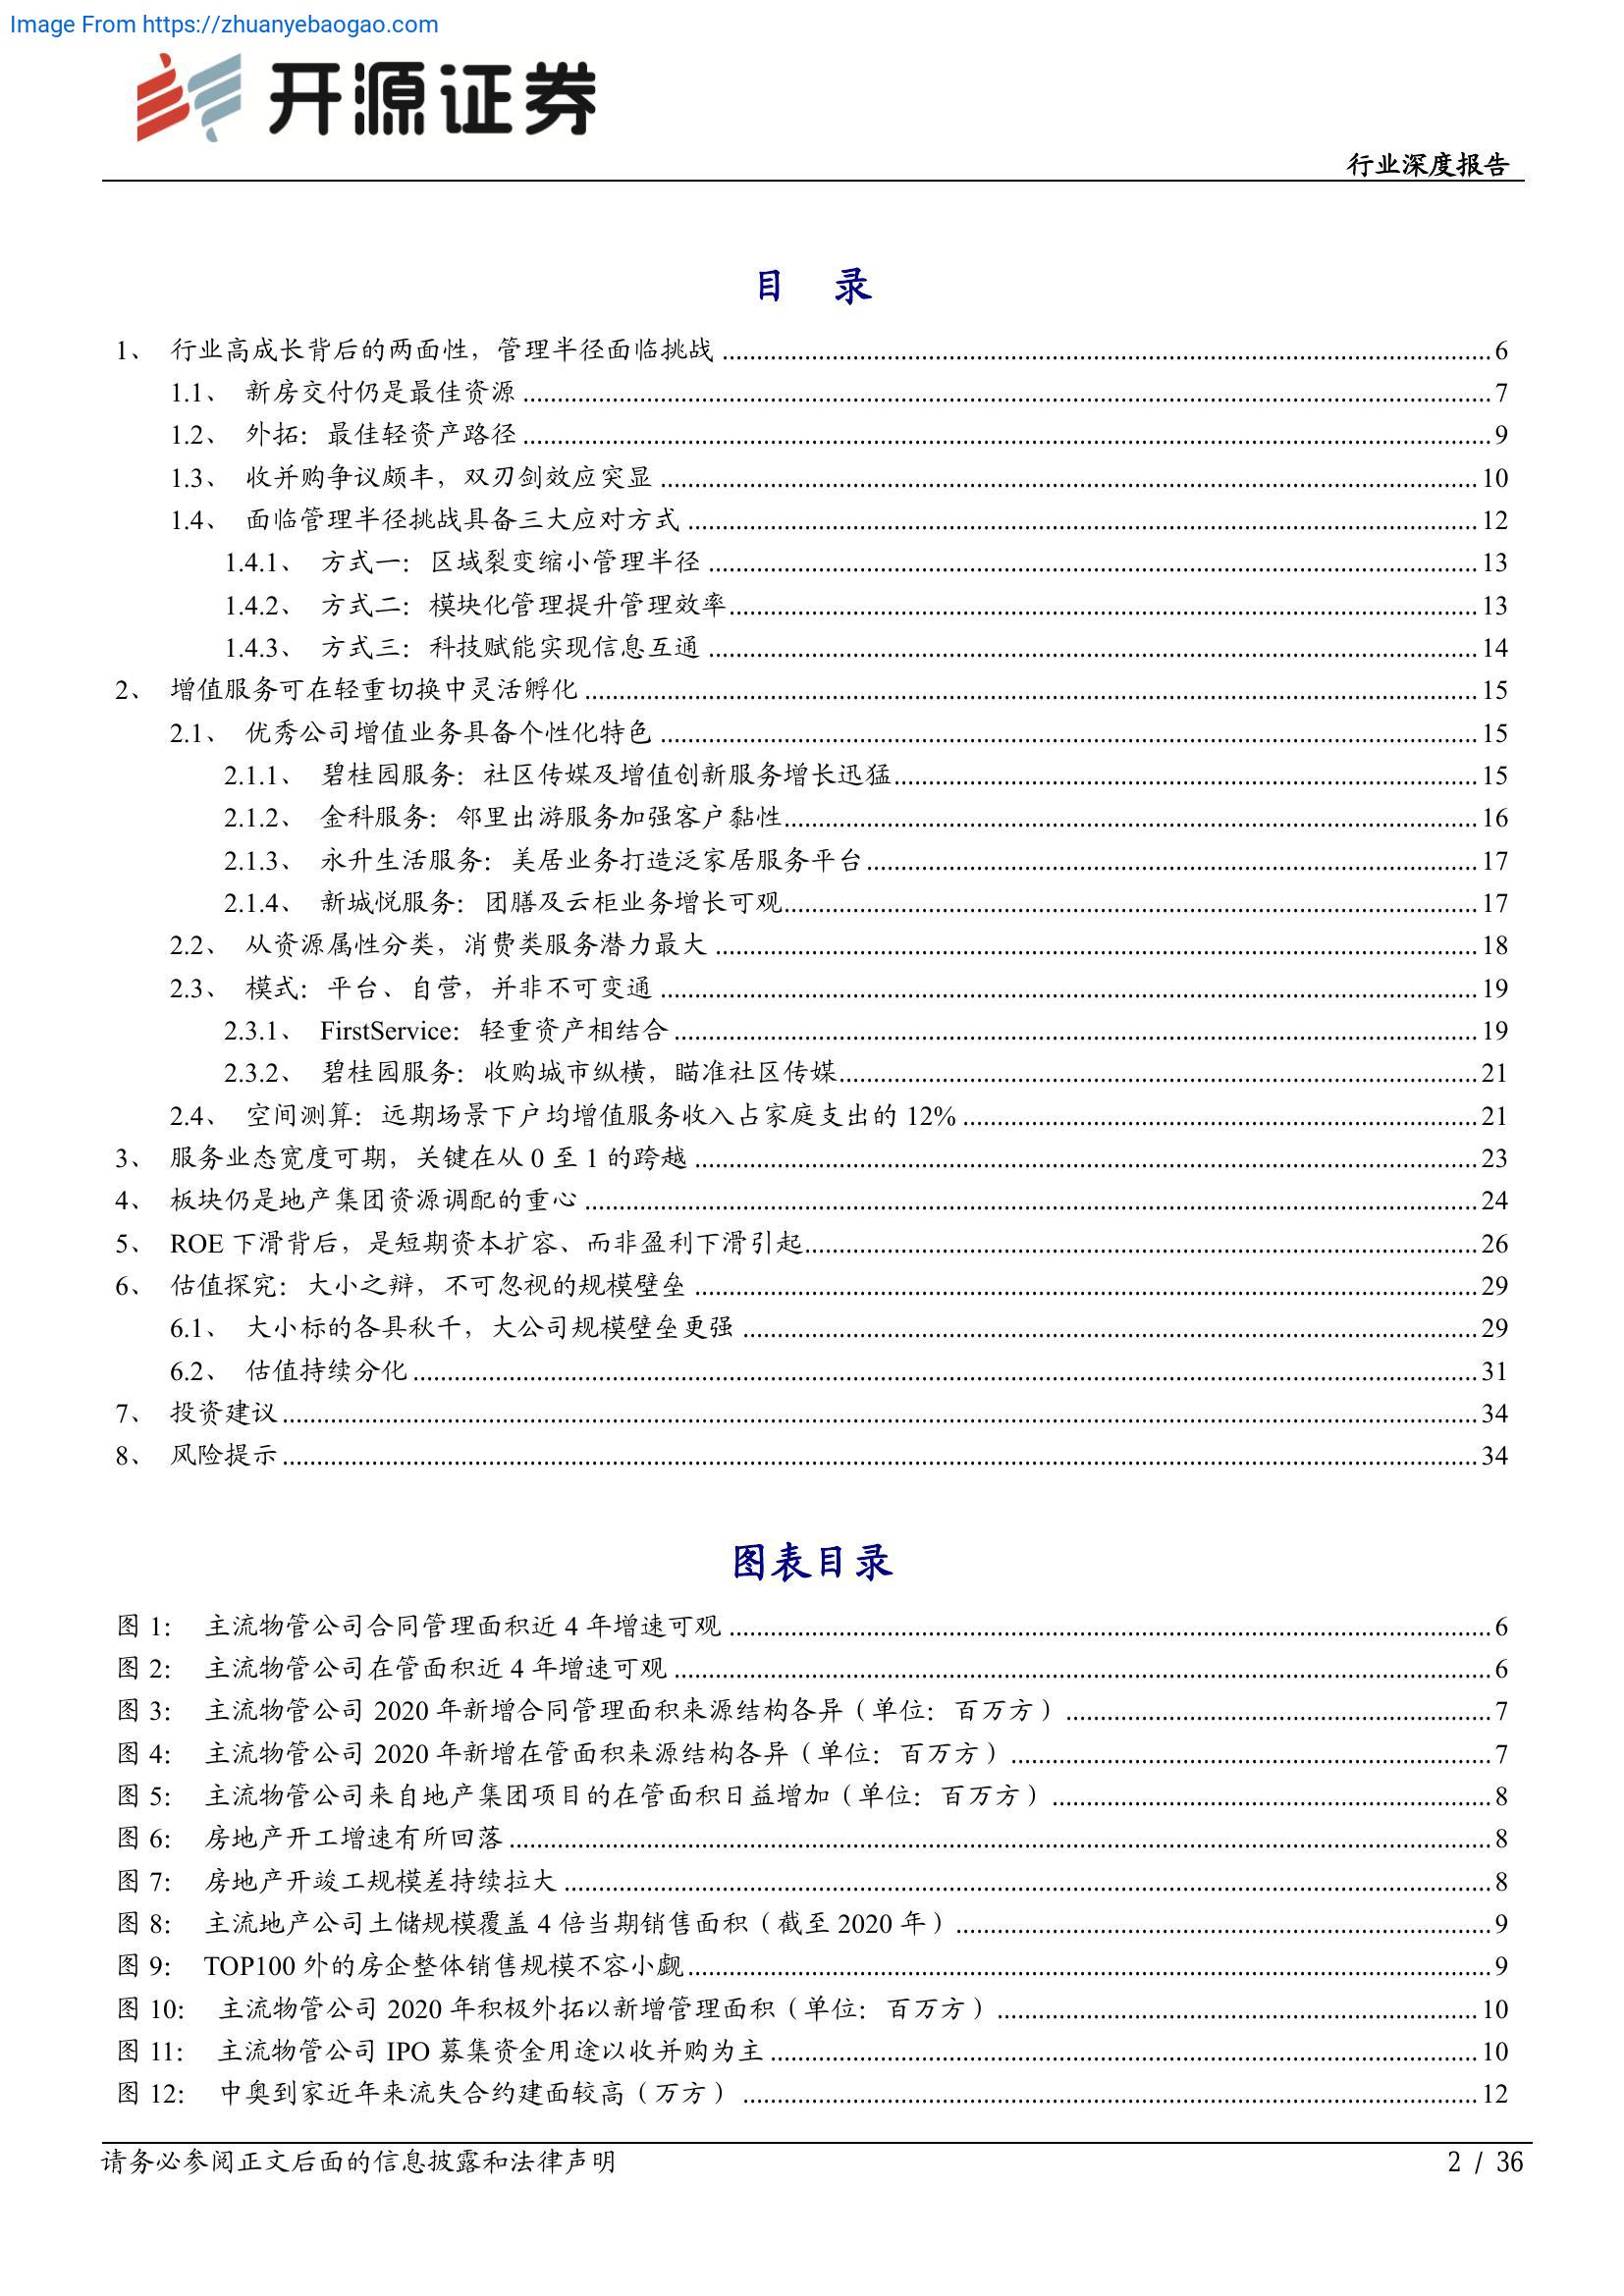 Image From https://zhuanyebaogao.com
开源证券
行业深度报告
目 录
1、 行业高成长背后的两面性，管理半径面临挑战 ........ 6
1.1、 新房交付仍是最佳资源 ........ 7
1.2、 外拓：最佳轻资产路径 ........ 9
1.3、 收并购争议颇丰，双刃剑效应突显 ........ 10
1.4、 面临管理半径挑战具备三大应对方式 ........ 12
1.4.1、 方式一：区域裂变缩小管理半径 ........ 13
1.4.2、 方式二：模块化管理提升管理效率 ........ 13
1.4.3、 方式三：科技赋能实现信息互通 ........ 14
2、 增值服务可在轻重切换中灵活孵化 ........ 15
2.1、 优秀公司增值业务具备个性化特色 ........ 15
2.1.1、 碧桂园服务：社区传媒及增值创新服务增长迅猛 ........ 15
2.1.2、 金科服务：邻里出游服务加强客户黏性 ........ 16
2.1.3、 永升生活服务：美居业务打造泛家居服务平台 ........ 17
2.1.4、 新城悦服务：团膳及云柜业务增长可观 ........ 17
2.2、 从资源属性分类，消费类服务潜力最大 ........ 18
2.3、 模式：平台、自营，并非不可变通 ........ 19
2.3.1、 FirstService：轻重资产相结合 ........ 19
2.3.2、 碧桂园服务：收购城市纵横，瞄准社区传媒 ........ 21
2.4、 空间测算：远期场景下户均增值服务收入占家庭支出的 12% ........ 21
3、 服务业态宽度可期，关键在从 0 至 1 的跨越 ........ 23
4、 板块仍是地产集团资源调配的重心 ........ 24
5、 ROE 下滑背后，是短期资本扩容、而非盈利下滑引起 ........ 26
6、 估值探究：大小之辩，不可忽视的规模壁垒 ........ 29
6.1、 大小标的各具秋千，大公司规模壁垒更强 ........ 29
6.2、 估值持续分化 ........ 31
7、 投资建议 ........ 34
8、 风险提示 ........ 34
图表目录
图 1： 主流物管公司合同管理面积近 4 年增速可观 ........ 6
图 2： 主流物管公司在管面积近 4 年增速可观 ........ 6
图 3： 主流物管公司 2020 年新增合同管理面积来源结构各异（单位：百万方） ........ 7
图 4： 主流物管公司 2020 年新增在管面积来源结构各异（单位：百万方） ........ 7
图 5： 主流物管公司来自地产集团项目的在管面积日益增加（单位：百万方） ........ 8
图 6： 房地产开工增速有所回落 ........ 8
图 7： 房地产开竣工规模差持续拉大 ........ 8
图 8： 主流地产公司土储规模覆盖 4 倍当期销售面积（截至 2020 年） ........ 9
图 9： TOP100 外的房企整体销售规模不容小觑 ........ 9
图 10： 主流物管公司 2020 年积极外拓以新增管理面积（单位：百万方） ........ 10
图 11： 主流物管公司 IPO 募集资金用途以收并购为主 ........ 10
图 12： 中奥到家近年来流失合约建面较高（万方） ........ 12
请务必参阅正文后面的信息披露和法律声明
2 / 36